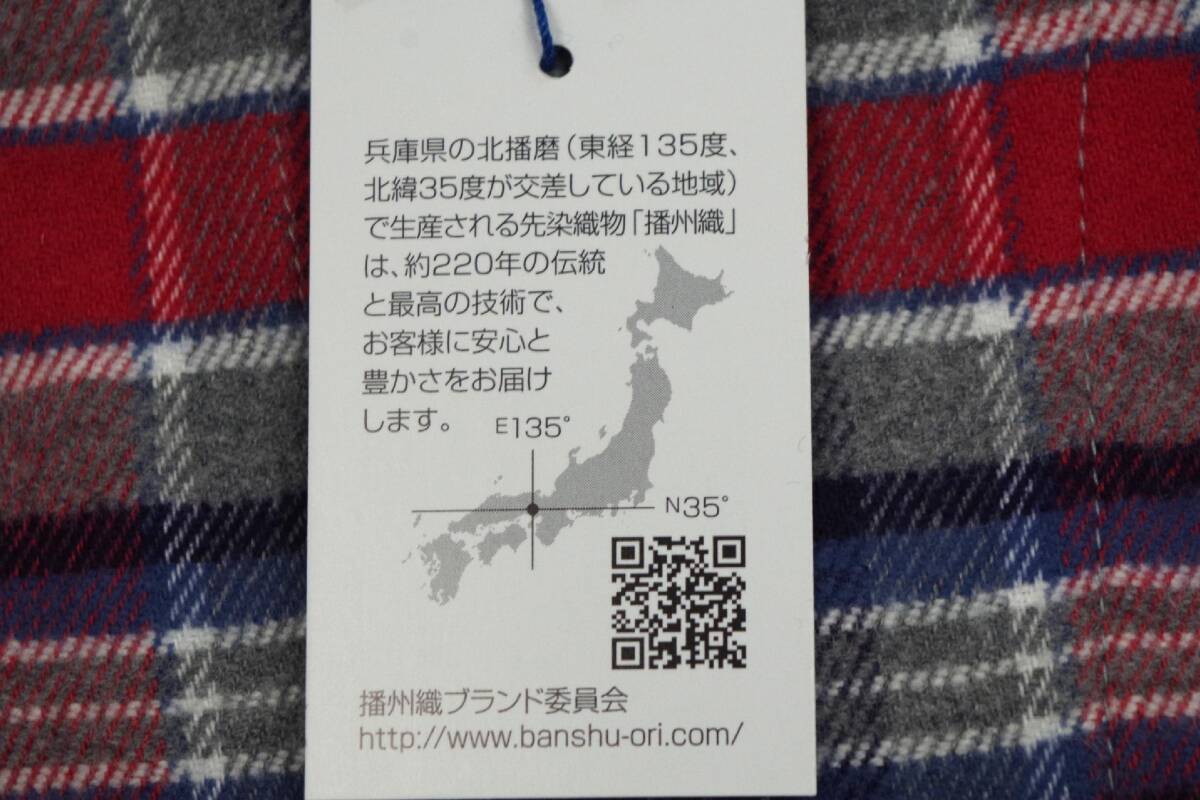 兵庫県の北播磨（東経135度、
北緯35度が交差している地域）
で生産される先染織物「播州織」
は、約220年の伝統
と最高の技術で、
お客様に安心と
豊かさをお届け
します。
E135°
N35°
播州織ブランド委員会
http://www.banshu-ori.com/